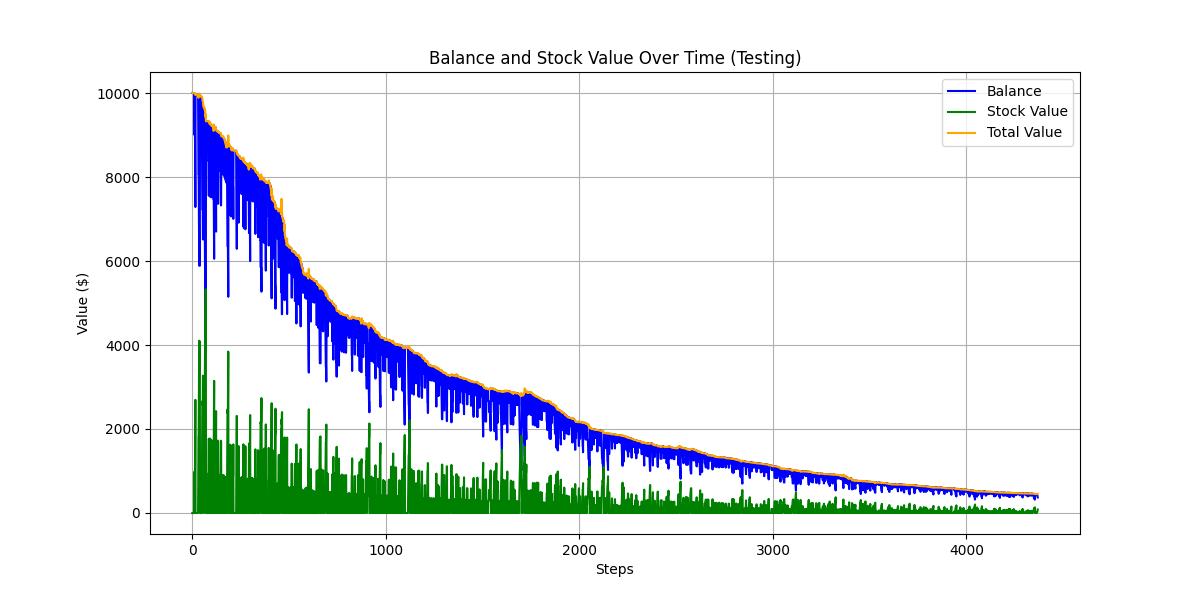 Balance and Stock Value Over Time (Testing)
Balance
Stock Value
Total Value
Value ($)
10000
8000
6000
4000
2000
0
0
1000
2000
3000
4000
Steps